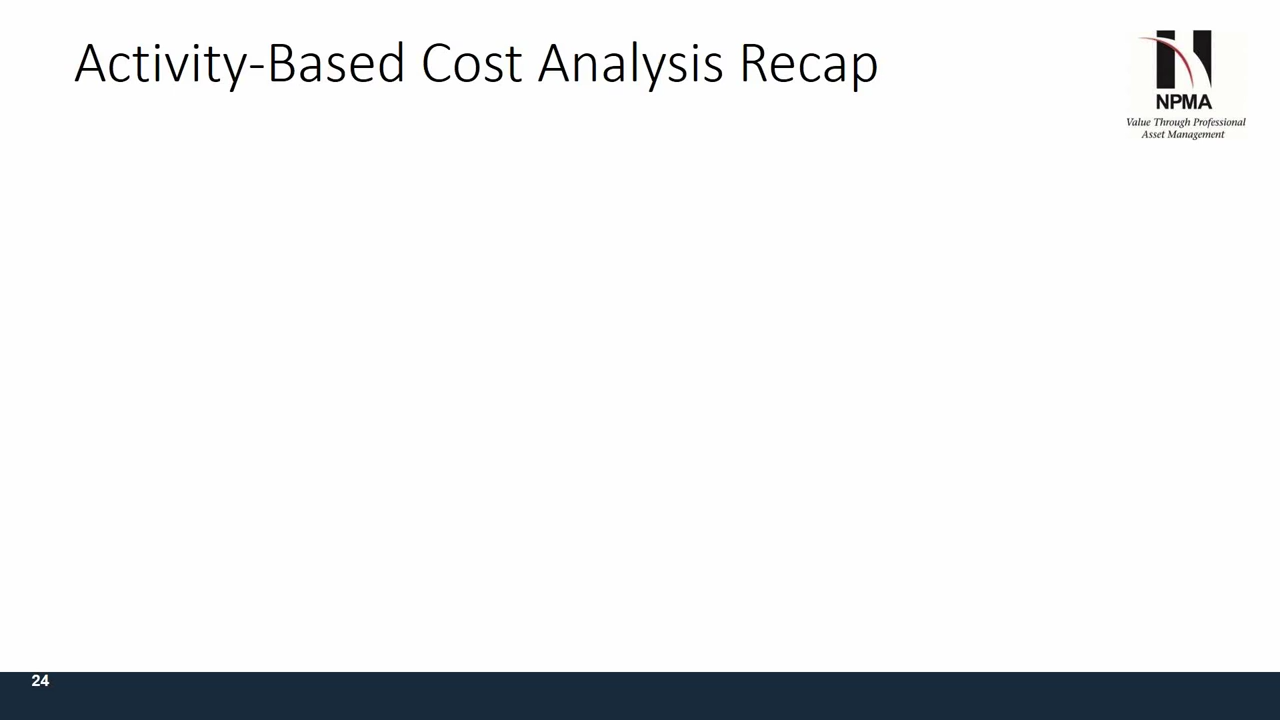 Activity-Based Cost Analysis Recap
NPMA
Value Through Professional
Asset Management
24